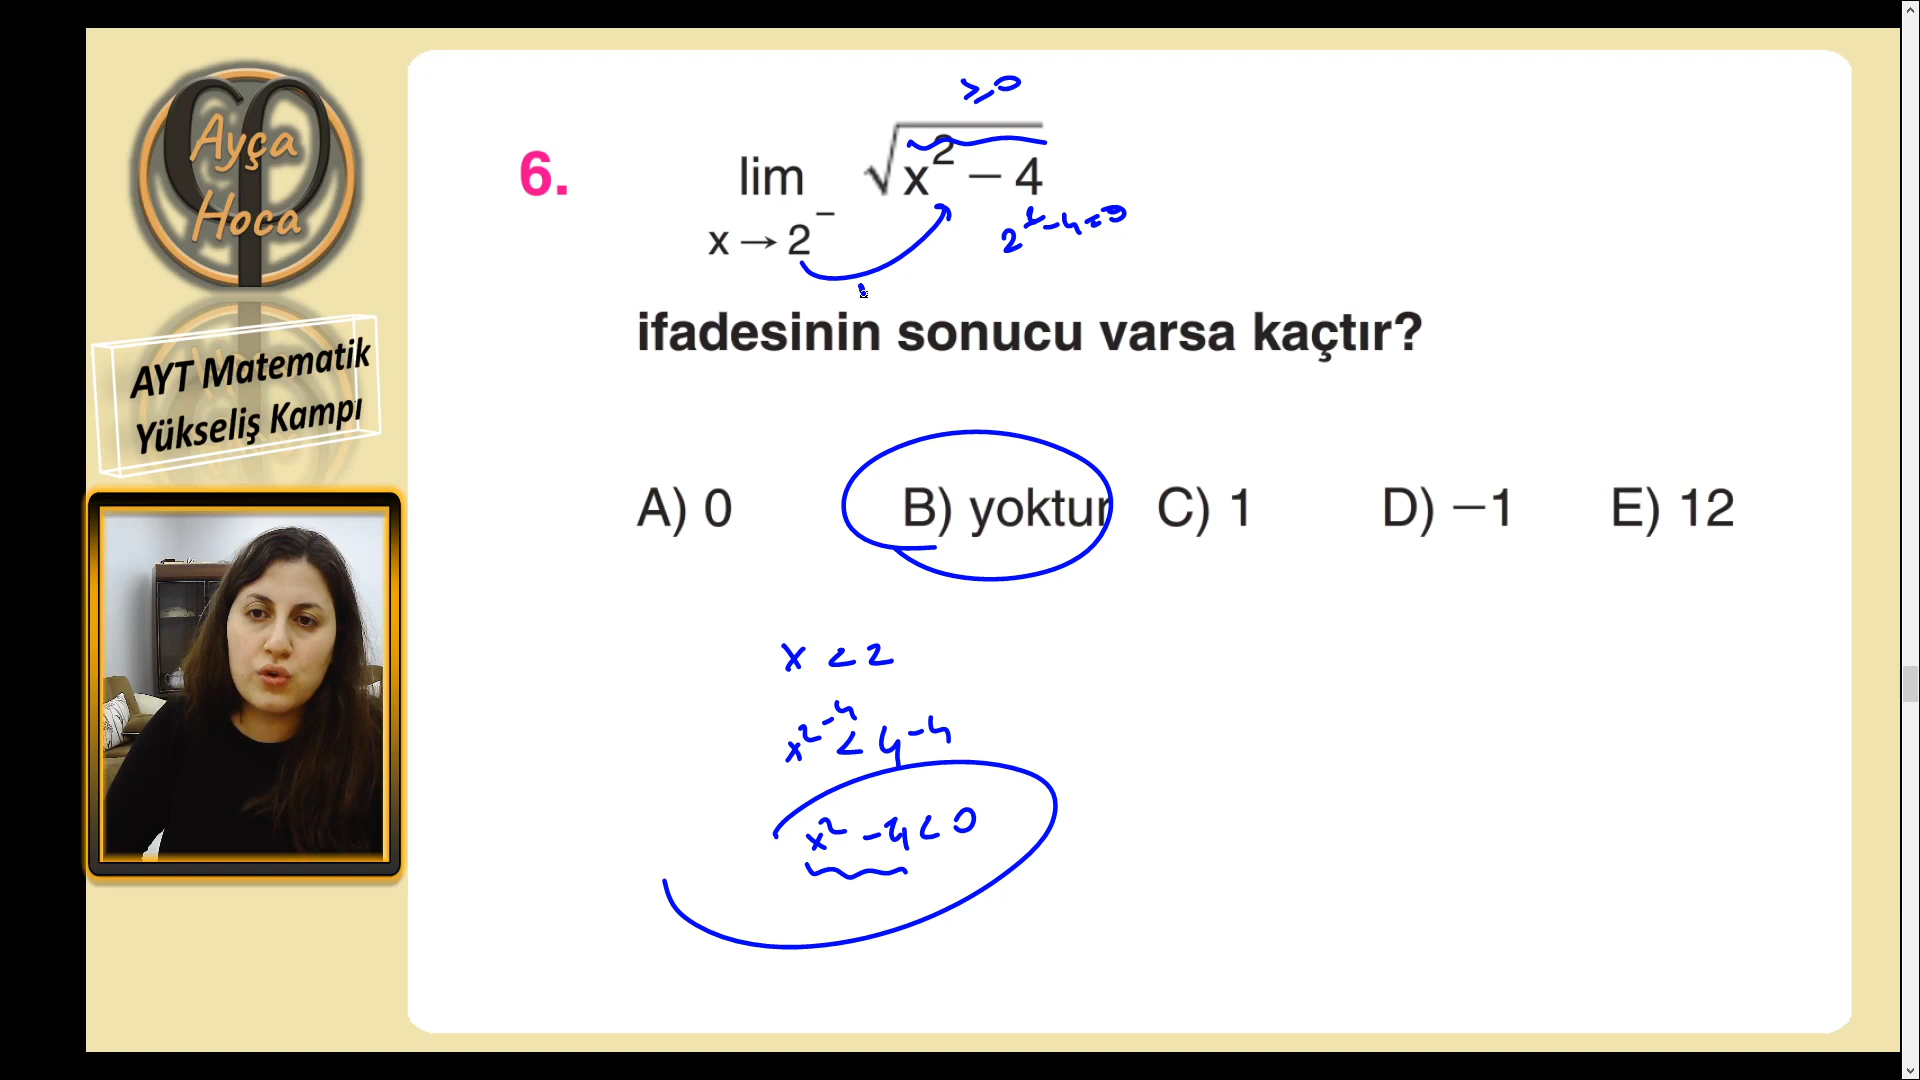 Ayça
Hoca
AYT Matematik
Yükseliş Kampı
≥0
6. lim √x² − 4
x → 2⁻
2² − 4 = 0
ifadesinin sonucu varsa kaçtır?
A) 0 B) yoktur C) 1 D) −1 E) 12
x < 2
x² − 4 < 4 − 4
x² − 4 < 0